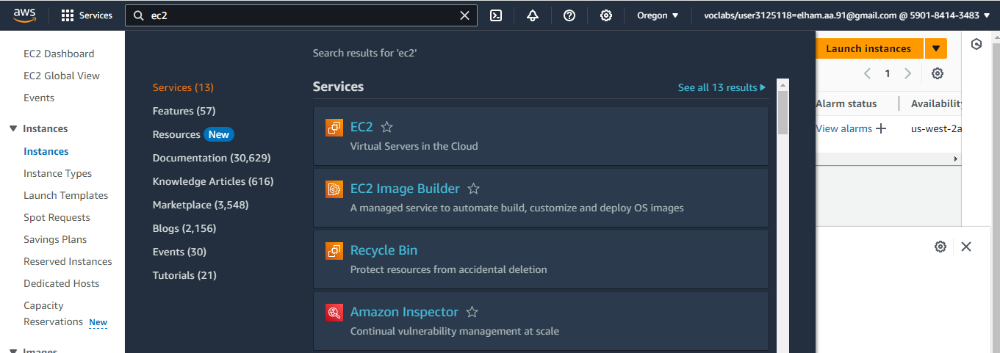 aws
Services
ec2
Oregon
voclabs/user3125118=elham.aa.91@gmail.com @ 5901-8414-3483
EC2 Dashboard
EC2 Global View
Events
Instances
Instances
Instance Types
Launch Templates
Spot Requests
Savings Plans
Reserved Instances
Dedicated Hosts
Capacity
Reservations New
Images
Search results for 'ec2'
Services (13)
Features (57)
Resources New
Documentation (30,629)
Knowledge Articles (616)
Marketplace (3,548)
Blogs (2,156)
Events (30)
Tutorials (21)
Services
See all 13 results
EC2
Virtual Servers in the Cloud
EC2 Image Builder
A managed service to automate build, customize and deploy OS images
Recycle Bin
Protect resources from accidental deletion
Amazon Inspector
Continual vulnerability management at scale
Launch instances
1
Alarm status
Availability
View alarms
us-west-2a